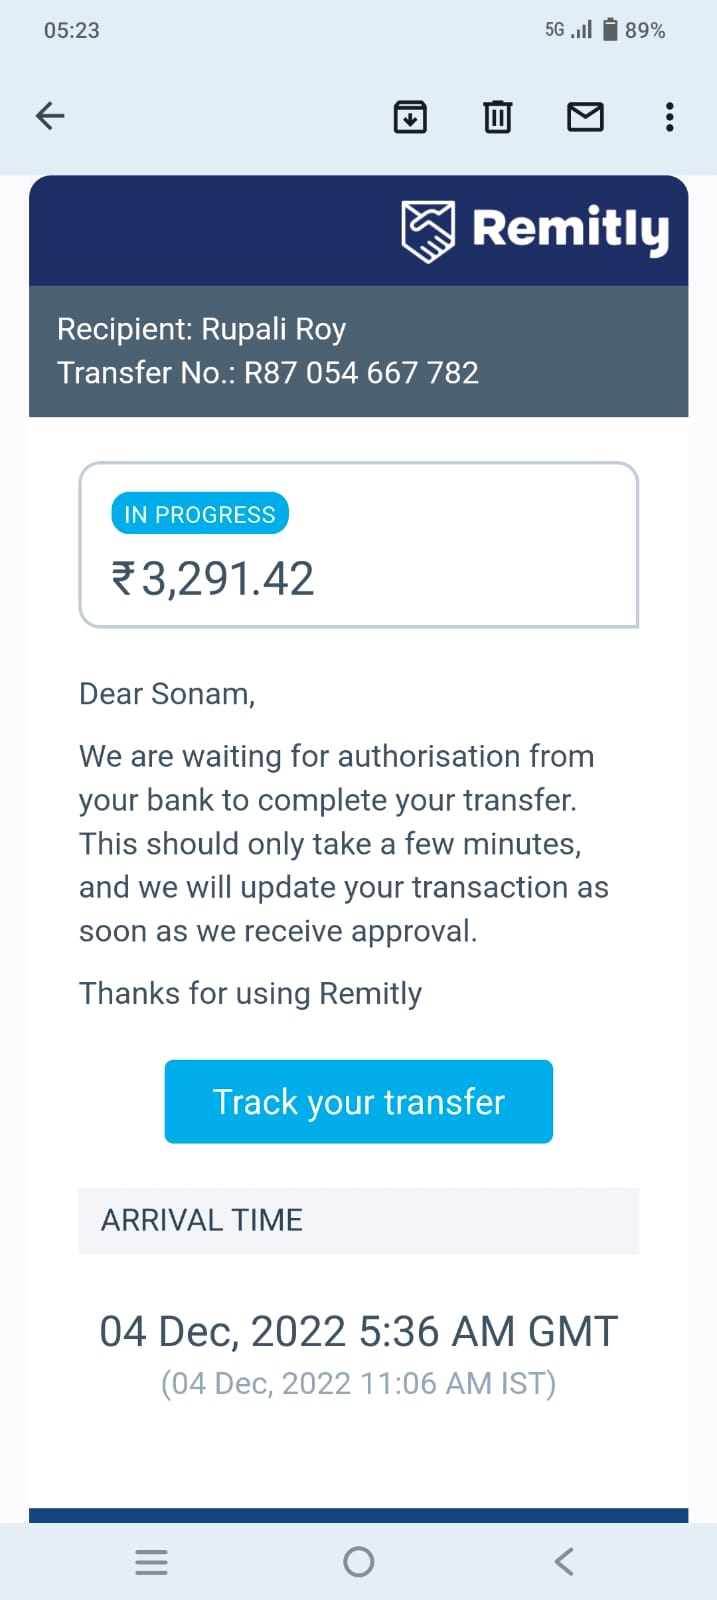 05:23
5G 89%
Remitly
Recipient: Rupali Roy
Transfer No.: R87 054 667 782
IN PROGRESS
₹3,291.42
Dear Sonam,
We are waiting for authorisation from
your bank to complete your transfer.
This should only take a few minutes,
and we will update your transaction as
soon as we receive approval.
Thanks for using Remitly
Track your transfer
ARRIVAL TIME
04 Dec, 2022 5:36 AM GMT
(04 Dec, 2022 11:06 AM IST)